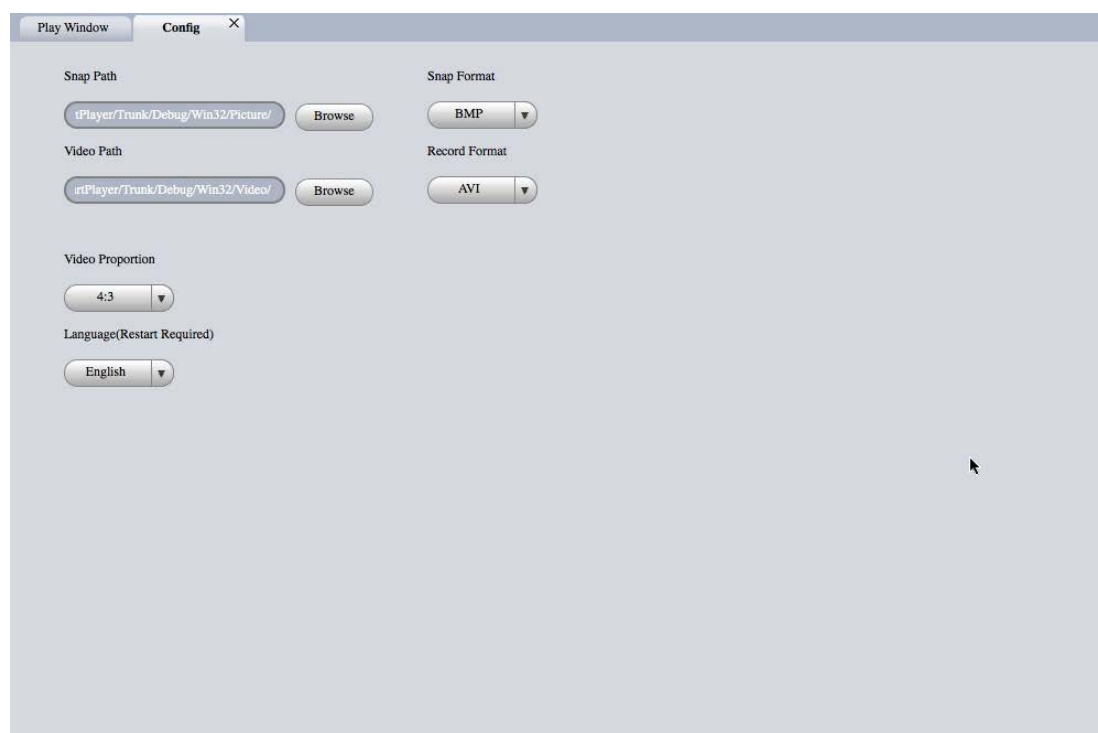 Play Window Config
Snap Path Snap Format
tPlayer/Trunk/Debug/Win32/Picture/ Browse BMP
Video Path Record Format
rtPlayer/Trunk/Debug/Win32/Video/ Browse AVI
Video Proportion
4:3
Language(Restart Required)
English